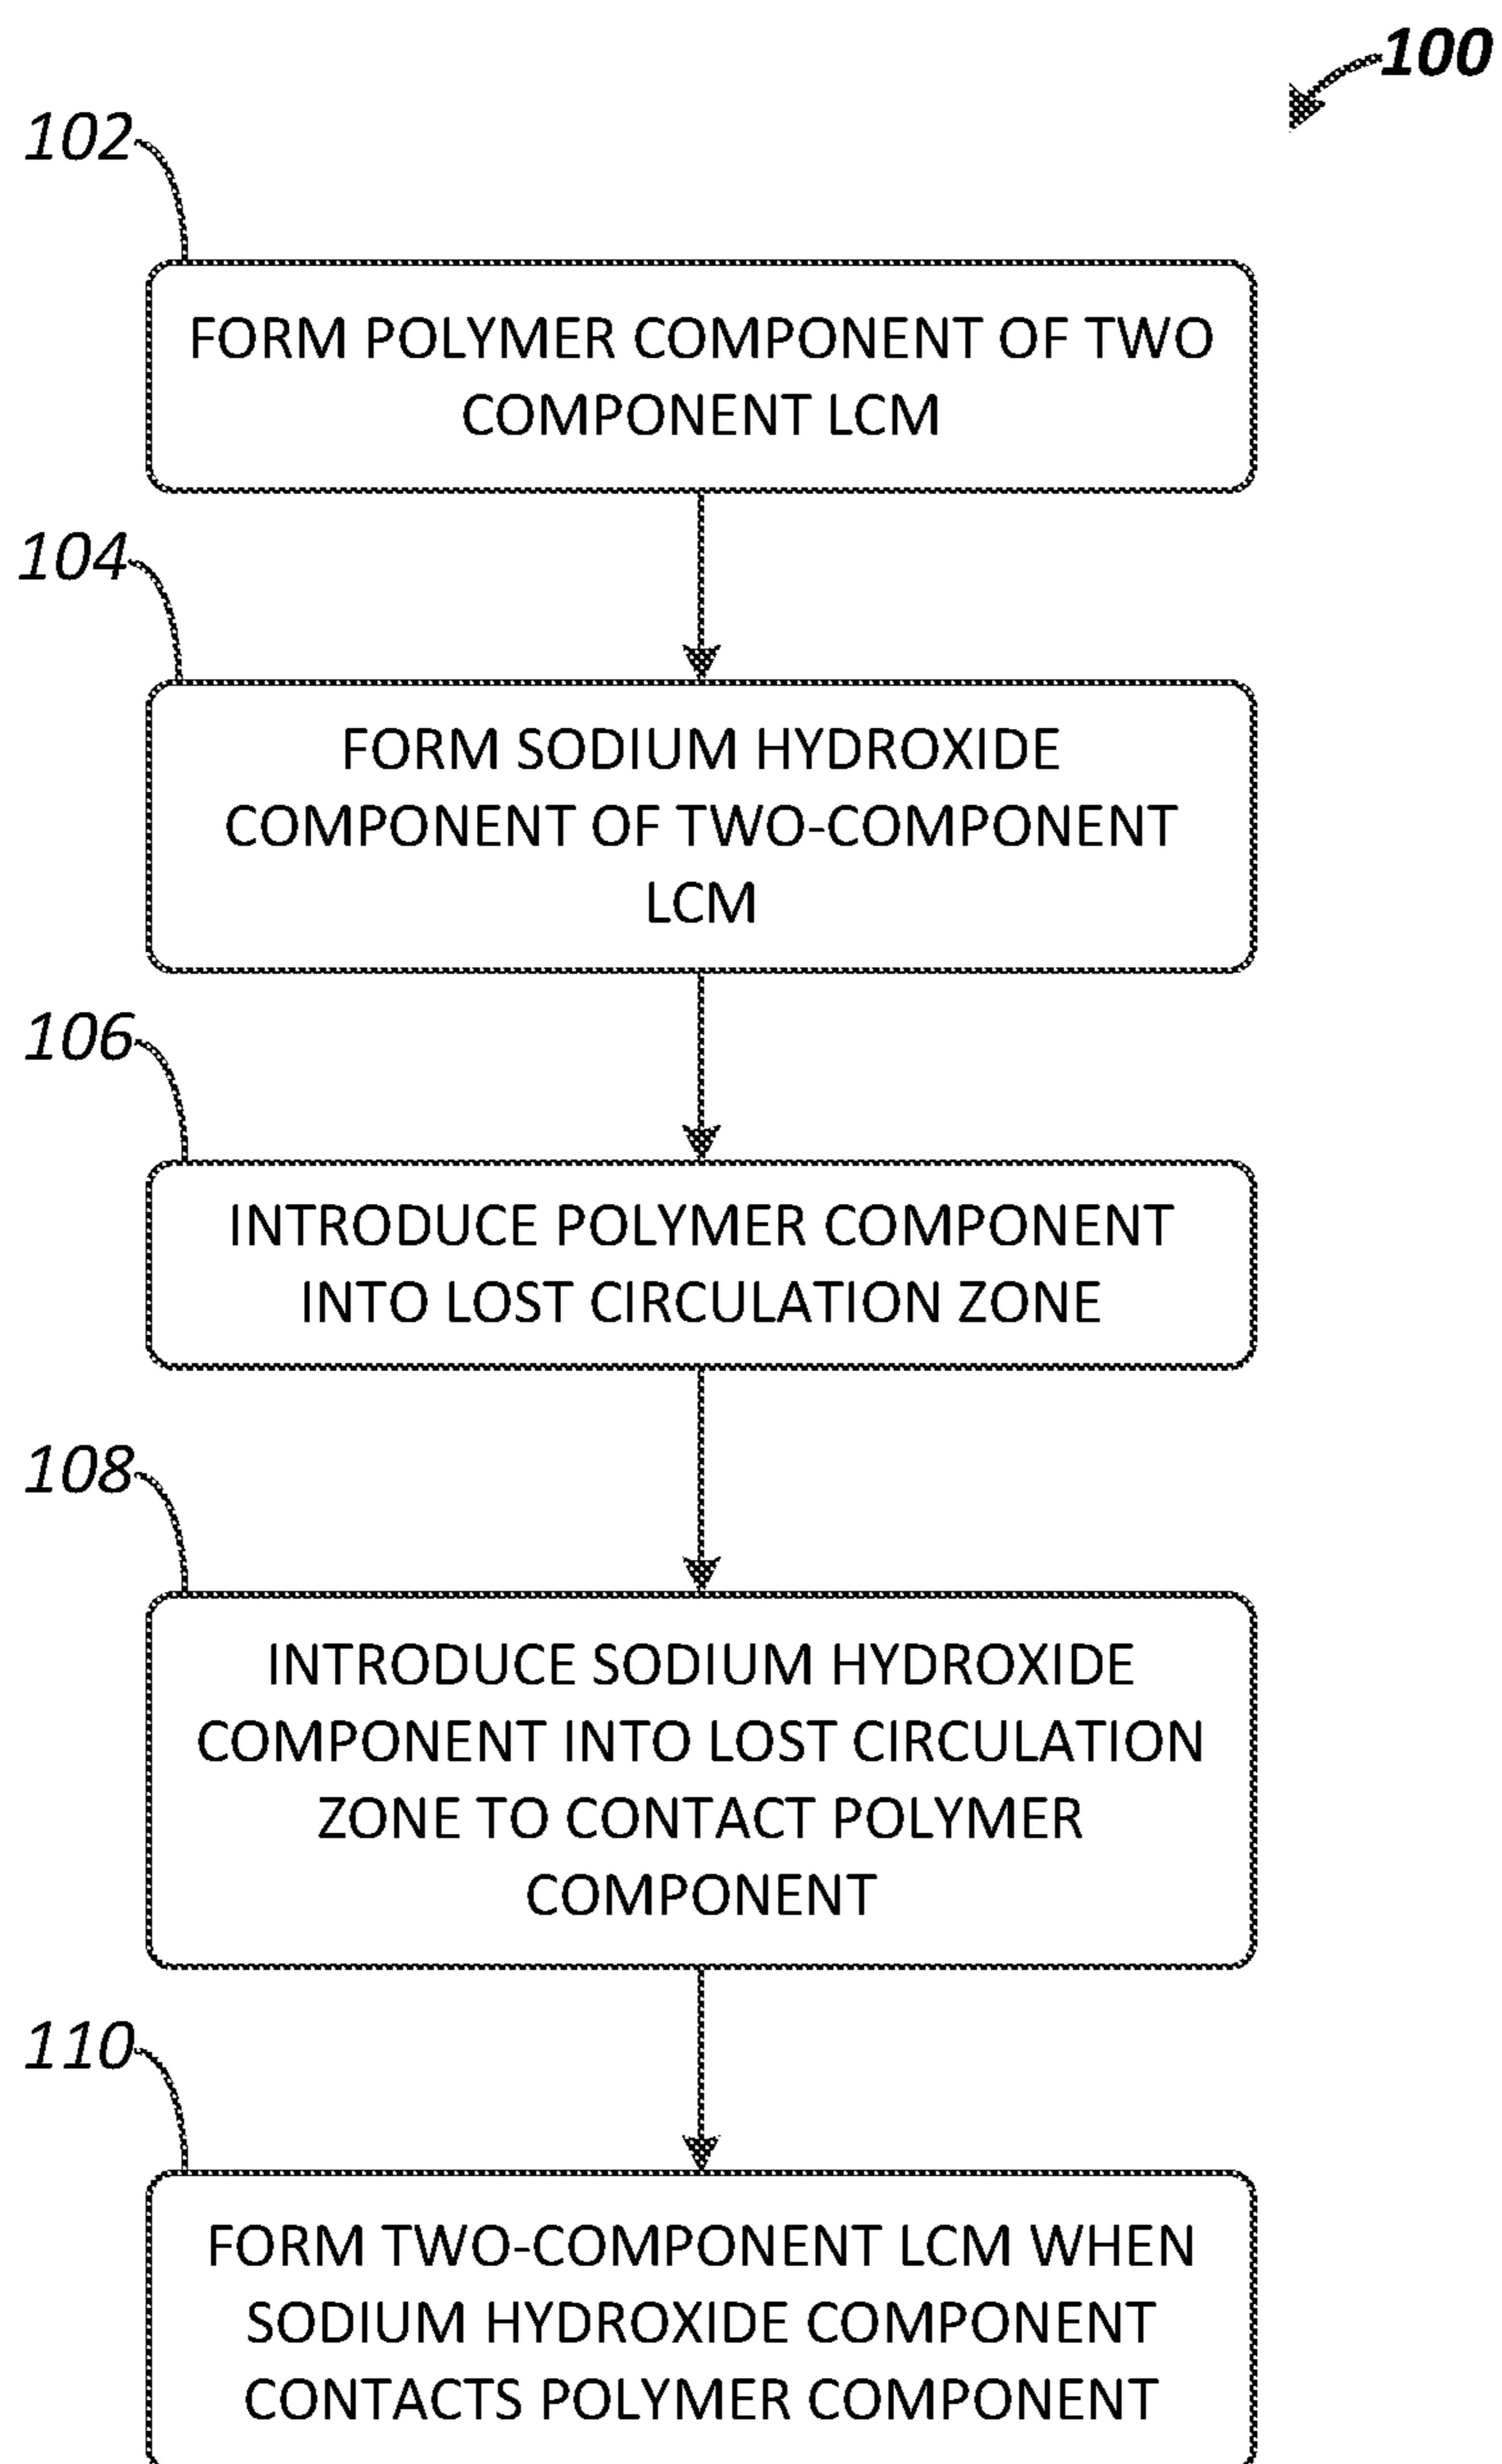 100
102
FORM POLYMER COMPONENT OF TWO
COMPONENT LCM
104
FORM SODIUM HYDROXIDE
COMPONENT OF TWO-COMPONENT
LCM
106
INTRODUCE POLYMER COMPONENT
INTO LOST CIRCULATION ZONE
108
INTRODUCE SODIUM HYDROXIDE
COMPONENT INTO LOST CIRCULATION
ZONE TO CONTACT POLYMER
COMPONENT
110
FORM TWO-COMPONENT LCM WHEN
SODIUM HYDROXIDE COMPONENT
CONTACTS POLYMER COMPONENT